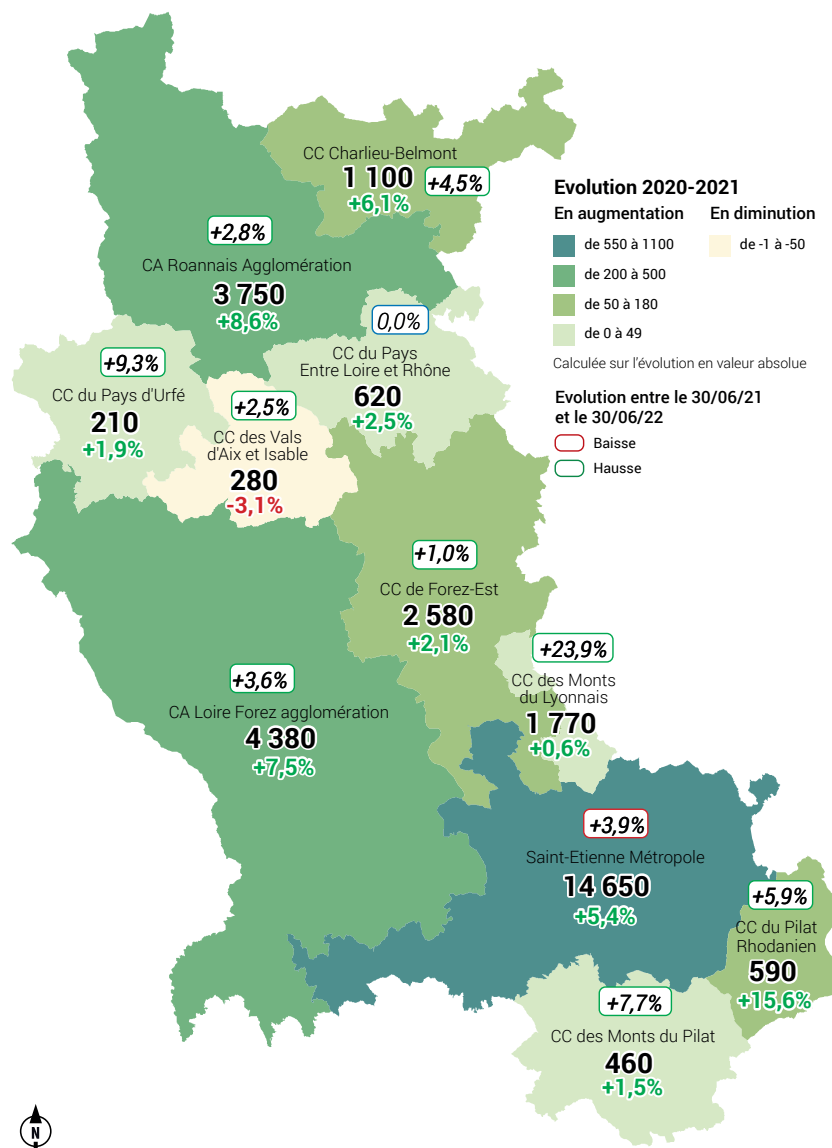 CC Charlieu-Belmont
1 100
+4,5%
+6,1%
Evolution 2020-2021
En augmentation
En diminution
de 550 à 1100
de -1 à -50
de 200 à 500
de 50 à 180
de 0 à 49
Calculée sur l'évolution en valeur absolue
Evolution entre le 30/06/21
et le 30/06/22
Baisse
Hausse
+2,8%
CA Roannais Agglomération
3 750
+8,6%
0,0%
CC du Pays
Entre Loire et Rhône
620
+2,5%
+9,3%
CC du Pays d'Urfé
210
+1,9%
+2,5%
CC des Vals
d'Aix et Isable
280
-3,1%
+1,0%
CC de Forez-Est
2 580
+2,1%
+23,9%
CC des Monts
du Lyonnais
1 770
+0,6%
+3,6%
CA Loire Forez agglomération
4 380
+7,5%
+3,9%
Saint-Etienne Métropole
14 650
+5,4%
+5,9%
CC du Pilat
Rhodanien
590
+15,6%
+7,7%
CC des Monts du Pilat
460
+1,5%
N